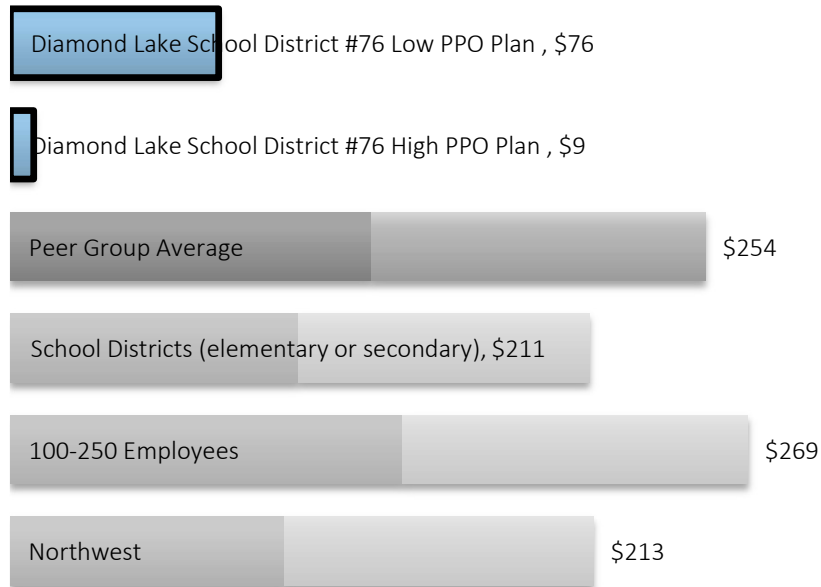 Diamond Lake School District #76 Low PPO Plan , $76
Diamond Lake School District #76 High PPO Plan , $9
Peer Group Average $254
School Districts (elementary or secondary), $211
100-250 Employees $269
Northwest $213